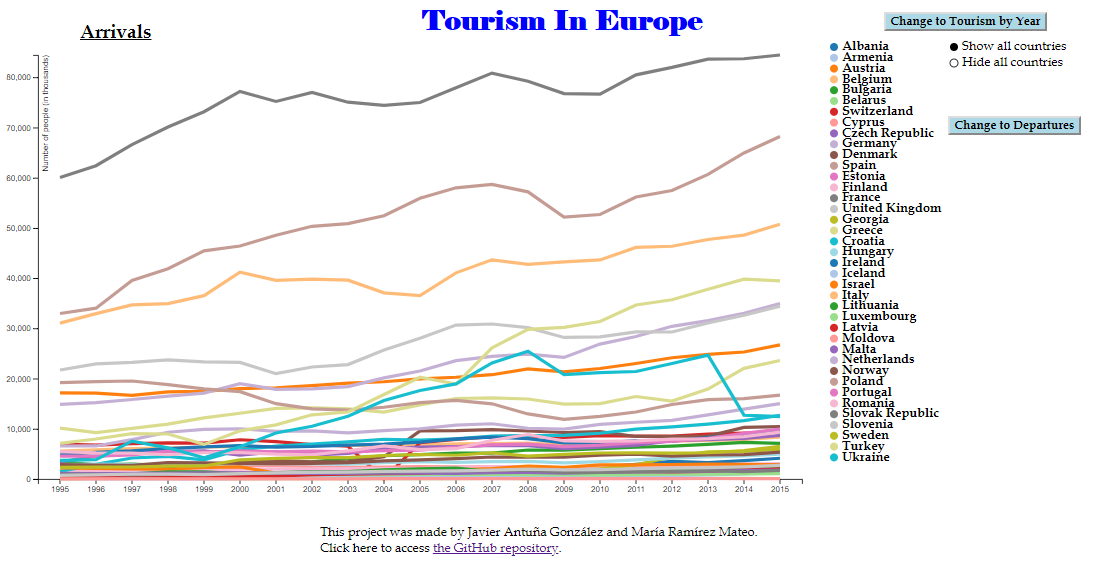 Tourism In Europe
Arrivals
Change to Tourism by Year
Show all countries
Hide all countries
Change to Departures
Number of people (in thousands)
80,000
70,000
60,000
50,000
40,000
30,000
20,000
10,000
0
1995 1996 1997 1998 1999 2000 2001 2002 2003 2004 2005 2006 2007 2008 2009 2010 2011 2012 2013 2014 2015
Albania
Armenia
Austria
Belgium
Bulgaria
Belarus
Switzerland
Cyprus
Czech Republic
Germany
Denmark
Spain
Estonia
Finland
France
United Kingdom
Georgia
Greece
Croatia
Hungary
Ireland
Iceland
Israel
Italy
Lithuania
Luxembourg
Latvia
Moldova
Malta
Netherlands
Norway
Poland
Portugal
Romania
Slovak Republic
Slovenia
Sweden
Turkey
Ukraine
This project was made by Javier Antuña González and María Ramírez Mateo.
Click here to access the GitHub repository.